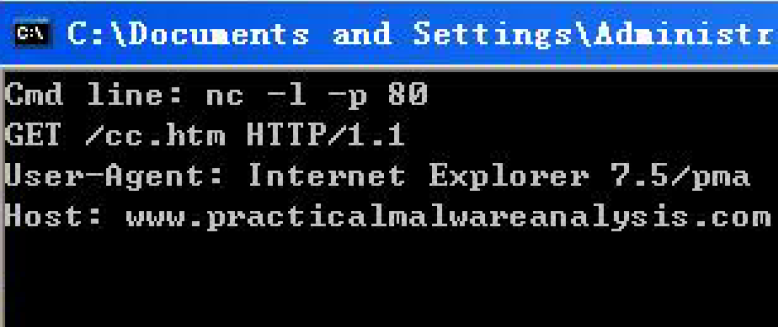 C:\ C:\Documents and Settings\Administr
Cmd line: nc -l -p 80
GET /cc.htm HTTP/1.1
User-Agent: Internet Explorer 7.5/pma
Host: www.practicalmalwareanalysis.com